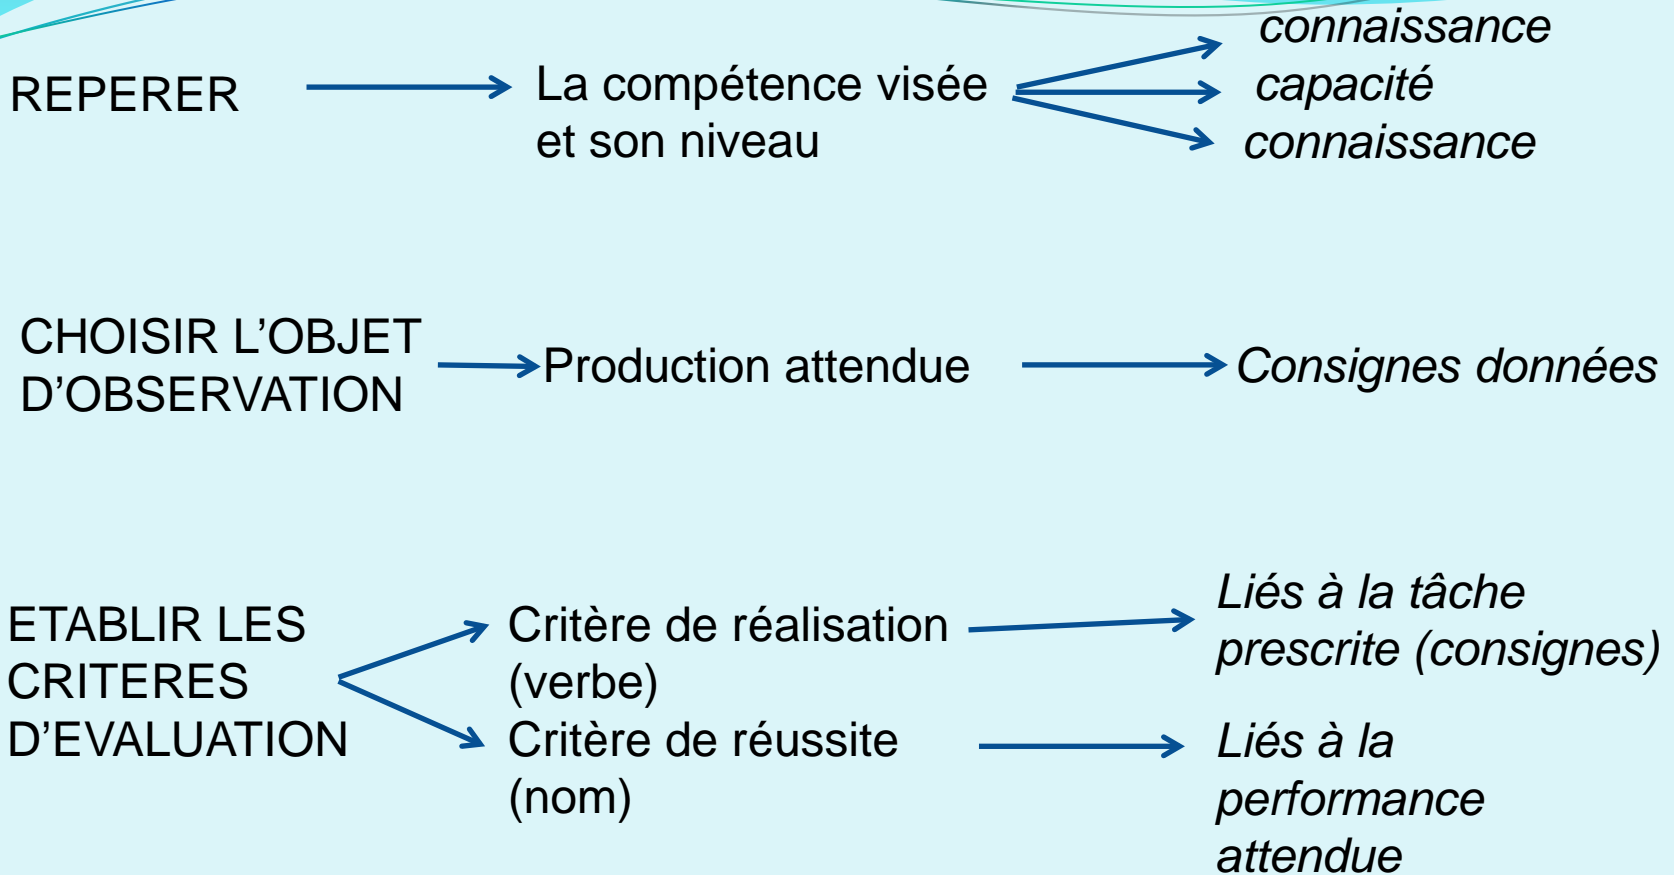 REPERER
La compétence visée
et son niveau
connaissance
capacité
connaissance
CHOISIR L’OBJET
D’OBSERVATION
Production attendue
Consignes données
ETABLIR LES
CRITERES
D’EVALUATION
Critère de réalisation
(verbe)
Liés à la tâche
prescrite (consignes)
Critère de réussite
(nom)
Liés à la
performance
attendue